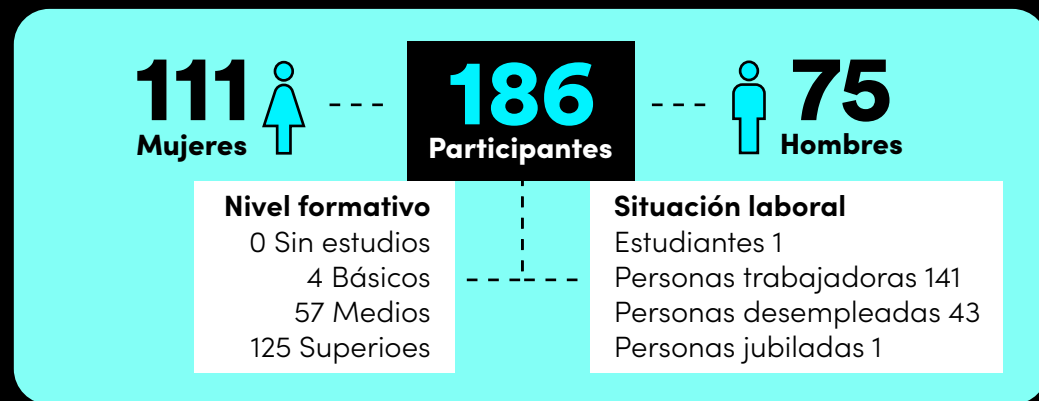 111
Mujeres
186
Participantes
75
Hombres
Nivel formativo
0 Sin estudios
4 Básicos
57 Medios
125 Superioes
Situación laboral
Estudiantes 1
Personas trabajadoras 141
Personas desempleadas 43
Personas jubiladas 1